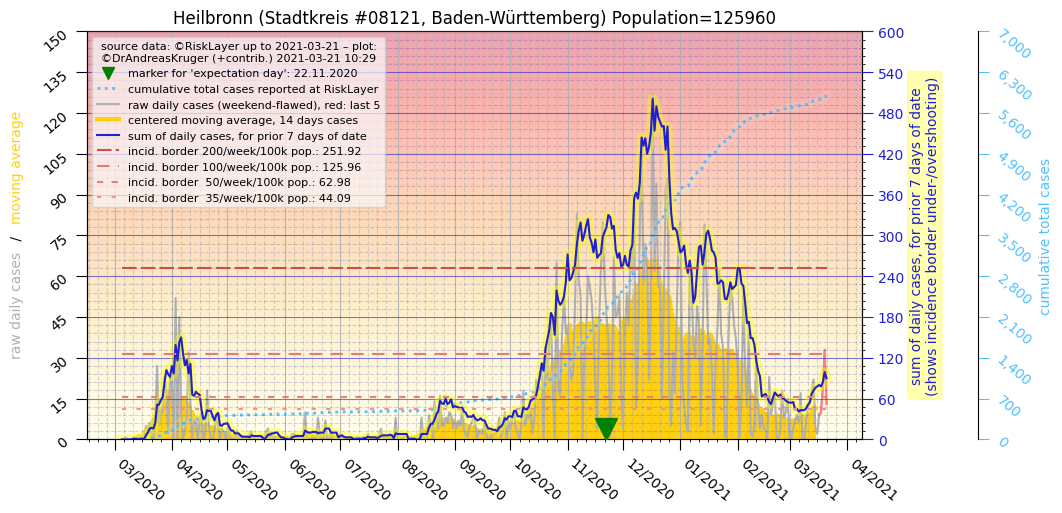 Heilbronn (Stadtkreis #08121, Baden-Württemberg) Population=125960
source data: ©RiskLayer up to 2021-03-21 – plot:
©DrAndreasKruger (+contrib.) 2021-03-21 10:29
marker for 'expectation day': 22.11.2020
cumulative total cases reported at RiskLayer
raw daily cases (weekend-flawed), red: last 5
centered moving average, 14 days cases
sum of daily cases, for prior 7 days of date
incid. border 200/week/100k pop.: 251.92
incid. border 100/week/100k pop.: 125.96
incid. border  50/week/100k pop.: 62.98
incid. border  35/week/100k pop.: 44.09
raw daily cases  /  moving average
150
135
120
105
90
75
60
45
30
15
0
03/2020
04/2020
05/2020
06/2020
07/2020
08/2020
09/2020
10/2020
11/2020
12/2020
01/2021
02/2021
03/2021
04/2021
600
540
480
420
360
300
240
180
120
60
0
sum of daily cases, for prior 7 days of date
(shows incidence border under-/overshooting)
7,000
6,300
5,600
4,900
4,200
3,500
2,800
2,100
1,400
700
0
cumulative total cases